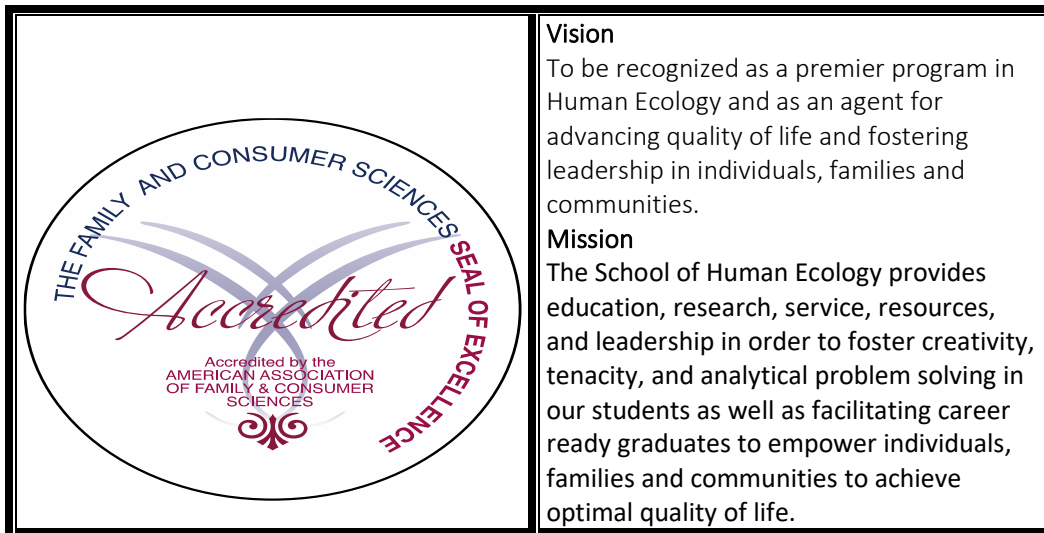 THE FAMILY AND CONSUMER SCIENCES SEAL OF EXCELLENCE
Accredited
Accredited by the
AMERICAN ASSOCIATION
OF FAMILY & CONSUMER
SCIENCES
Vision
To be recognized as a premier program in
Human Ecology and as an agent for
advancing quality of life and fostering
leadership in individuals, families and
communities.
Mission
The School of Human Ecology provides
education, research, service, resources,
and leadership in order to foster creativity,
tenacity, and analytical problem solving in
our students as well as facilitating career
ready graduates to empower individuals,
families and communities to achieve
optimal quality of life.